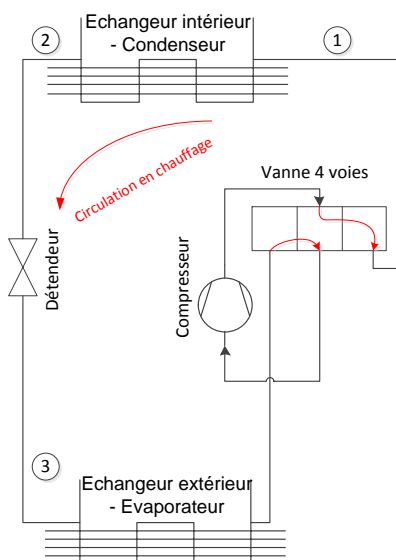 2
Echangeur intérieur
- Condenseur
1
Circulation en chauffage
Vanne 4 voies
Détendeur
Compresseur
3
Echangeur extérieur
- Evaporateur